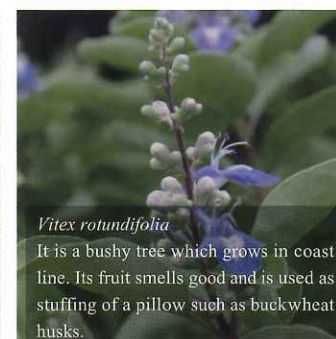 Vitex rotundifolia
It is a bushy tree which grows in coast
line. Its fruit smells good and is used as
stuffing of a pillow such as buckwheat
husks.